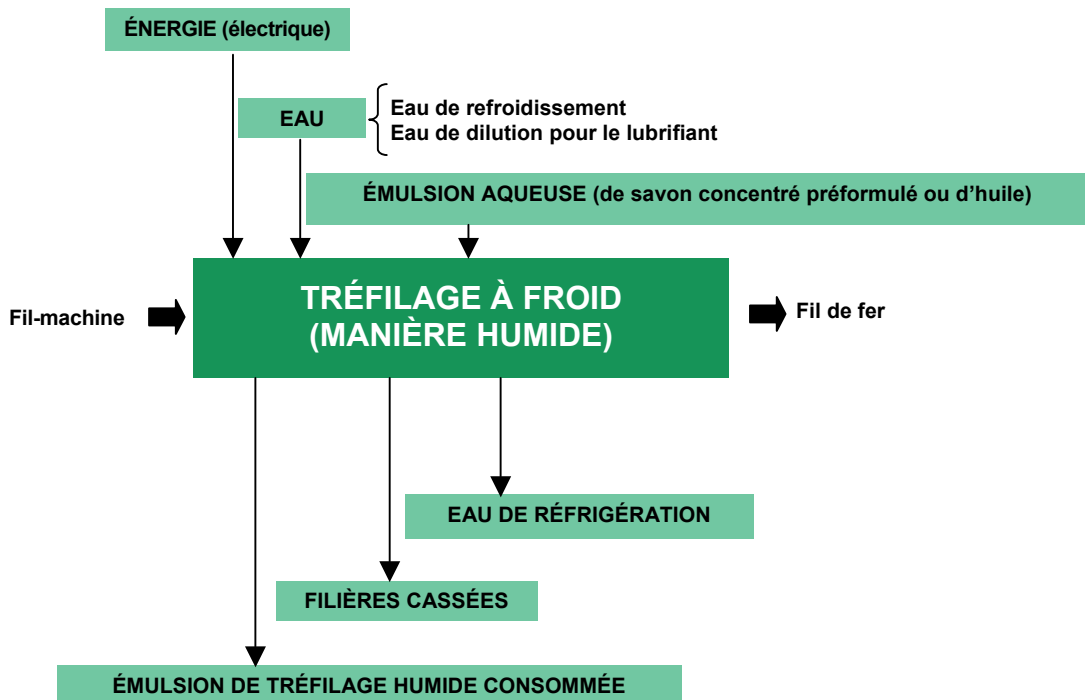 ÉNERGIE (électrique)
EAU
Eau de refroidissement
Eau de dilution pour le lubrifiant
ÉMULSION AQUEUSE (de savon concentré préformulé ou d’huile)
TRÉFILAGE À FROID
(MANIÈRE HUMIDE)
Fil-machine
Fil de fer
EAU DE RÉFRIGÉRATION
FILIÈRES CASSÉES
ÉMULSION DE TRÉFILAGE HUMIDE CONSOMMÉE